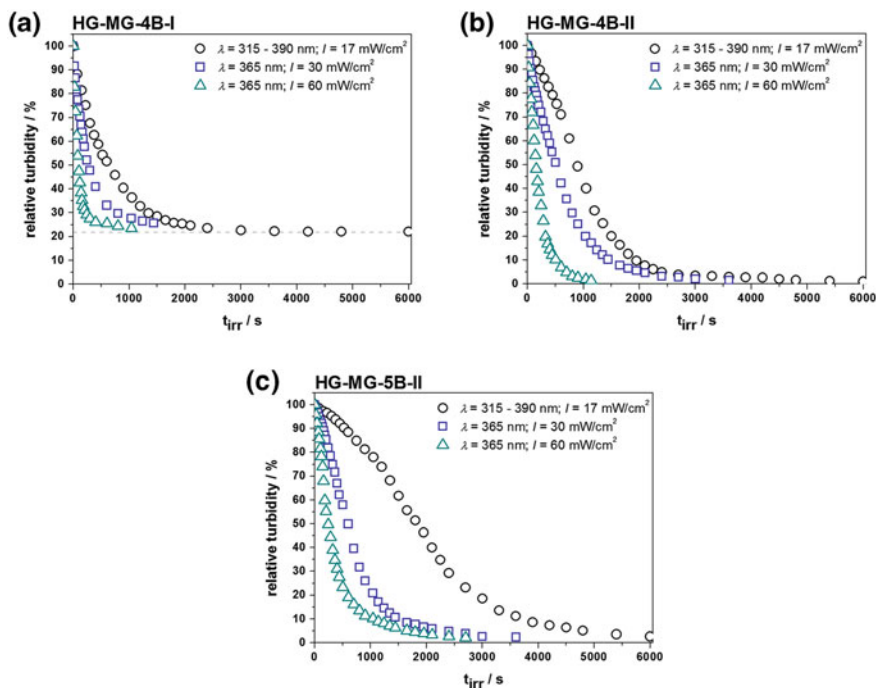 (a) HG-MG-4B-I
λ = 315 - 390 nm; I = 17 mW/cm²
λ = 365 nm; I = 30 mW/cm²
λ = 365 nm; I = 60 mW/cm²
relative turbidity / %
100
90
80
70
60
50
40
30
20
10
0
0 1000 2000 3000 4000 5000 6000
t_irr / s
(b) HG-MG-4B-II
λ = 315 - 390 nm; I = 17 mW/cm²
λ = 365 nm; I = 30 mW/cm²
λ = 365 nm; I = 60 mW/cm²
relative turbidity / %
100
90
80
70
60
50
40
30
20
10
0
0 1000 2000 3000 4000 5000 6000
t_irr / s
(c) HG-MG-5B-II
λ = 315 - 390 nm; I = 17 mW/cm²
λ = 365 nm; I = 30 mW/cm²
λ = 365 nm; I = 60 mW/cm²
relative turbidity / %
100
90
80
70
60
50
40
30
20
10
0
0 1000 2000 3000 4000 5000 6000
t_irr / s